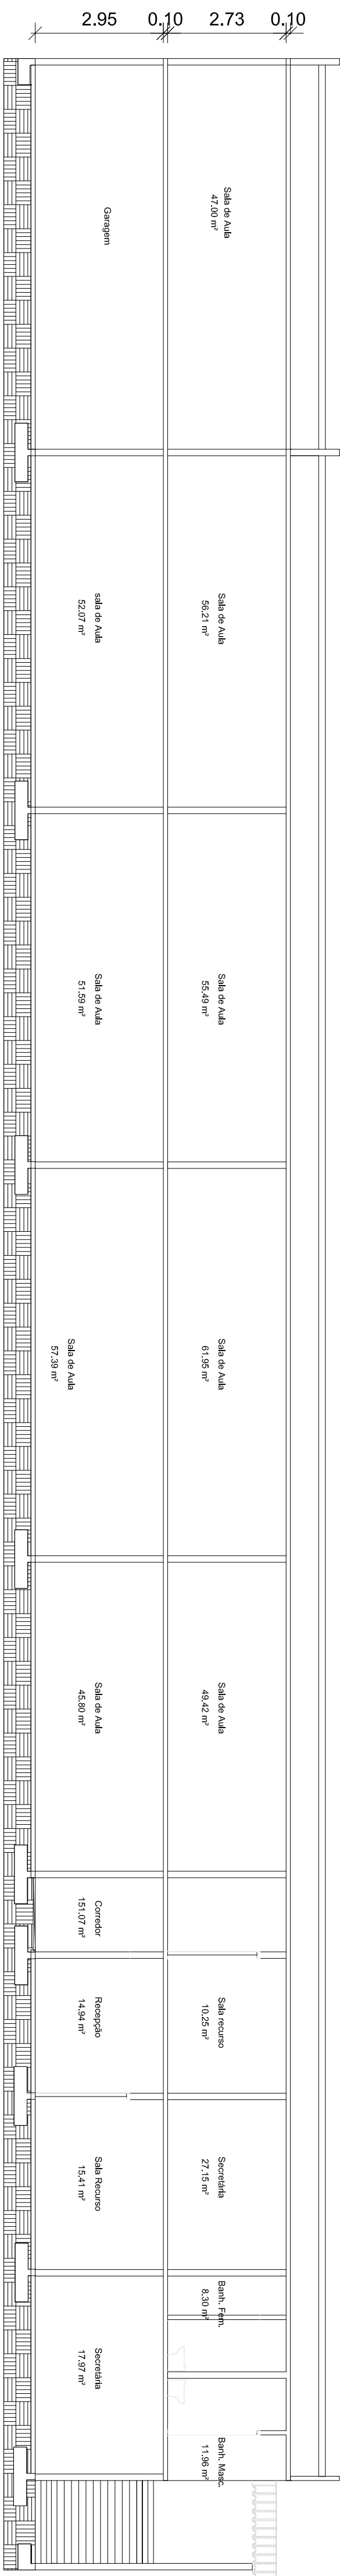 2.95 0.10 2.73 0.10
Sala de Aula
47.00 m²
Garagem
Sala de Aula
56.21 m²
sala de Aula
52.07 m²
Sala de Aula
55.49 m²
Sala de Aula
51.59 m²
Sala de Aula
61.95 m²
Sala de Aula
57.39 m²
Sala de Aula
49.42 m²
Sala de Aula
45.80 m²
Corredor
151.07 m²
Sala recurso
10.25 m²
Recepção
14.94 m²
Secretária
27.15 m²
Sala Recurso
15.41 m²
Banh. Fem.
8.30 m²
Secretária
17.97 m²
Banh. Masc.
11.96 m²